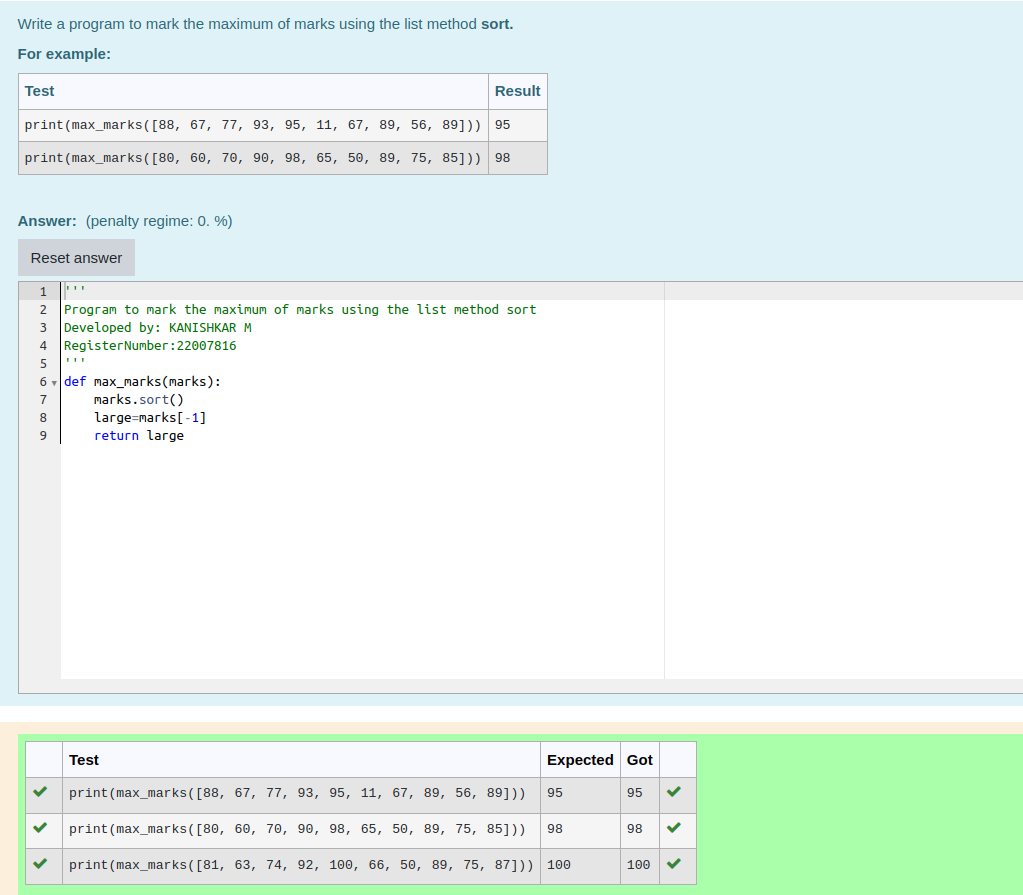 Write a program to mark the maximum of marks using the list method sort.
For example:
Test Result
print(max_marks([88, 67, 77, 93, 95, 11, 67, 89, 56, 89])) 95
print(max_marks([80, 60, 70, 90, 98, 65, 50, 89, 75, 85])) 98
Answer: (penalty regime: 0. %)
Reset answer
1 '''
2 Program to mark the maximum of marks using the list method sort
3 Developed by: KANISHKAR M
4 RegisterNumber:22007816
5 '''
6 def max_marks(marks):
7     marks.sort()
8     large=marks[-1]
9     return large
Test Expected Got
print(max_marks([88, 67, 77, 93, 95, 11, 67, 89, 56, 89])) 95 95
print(max_marks([80, 60, 70, 90, 98, 65, 50, 89, 75, 85])) 98 98
print(max_marks([81, 63, 74, 92, 100, 66, 50, 89, 75, 87])) 100 100